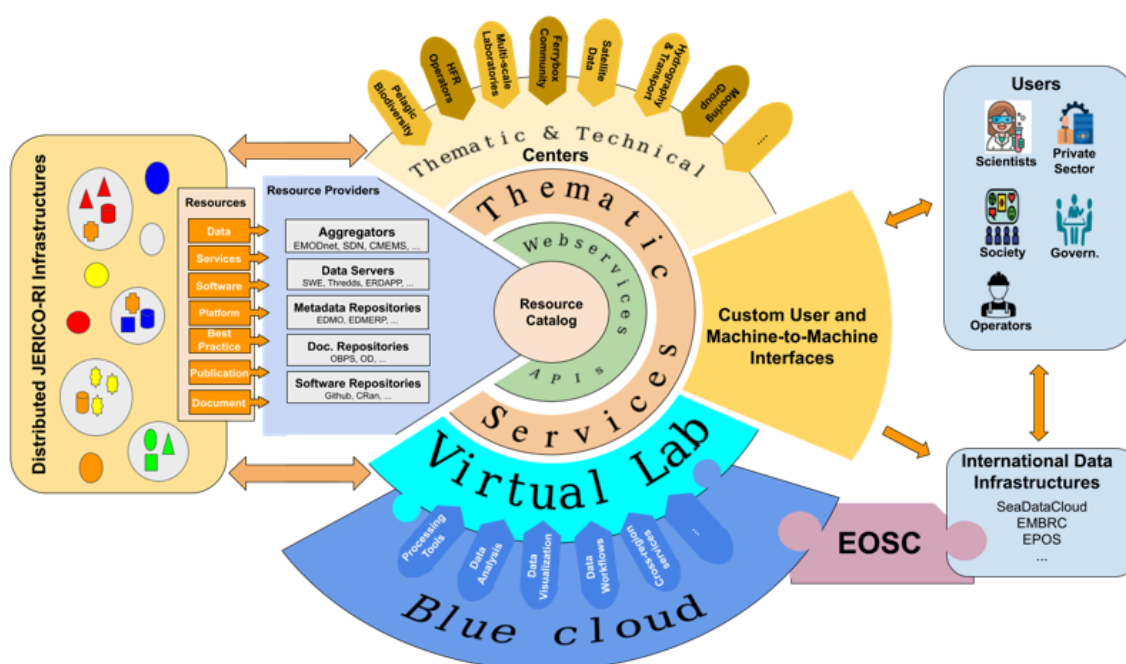 Distributed JERICO-RI Infrastructures
Resources
Data
Services
Software
Platform
Best
Practice
Publication
Document
Resource Providers
Aggregators
EMODnet, SDN, CMEMS, ...
Data Servers
SWE, Thredds, ERDAPP, ...
Metadata Repositories
EDMO, EDMERP, ...
Doc. Repositories
OBPS, OD, ...
Software Repositories
Github, CRan, ...
Pelagic
Biodiversity
HFR
Operators
Multi-scale
Laboratories
Ferrybox
Community
Satellite
Data
Hydrography
& Transport
Mooring
Group
....
Thematic & Technical
Centers
Thematic
Services
Webservices
APIs
Resource
Catalog
Virtual Lab
Processing
Tools
Data
Analysis
Data
Visualization
Data
Workflows
Cross-region
services
...
Blue cloud
Custom User and
Machine-to-Machine
Interfaces
Users
Scientists
Private
Sector
Society
Govern.
Operators
EOSC
International Data
Infrastructures
SeaDataCloud
EMBRC
EPOS
...